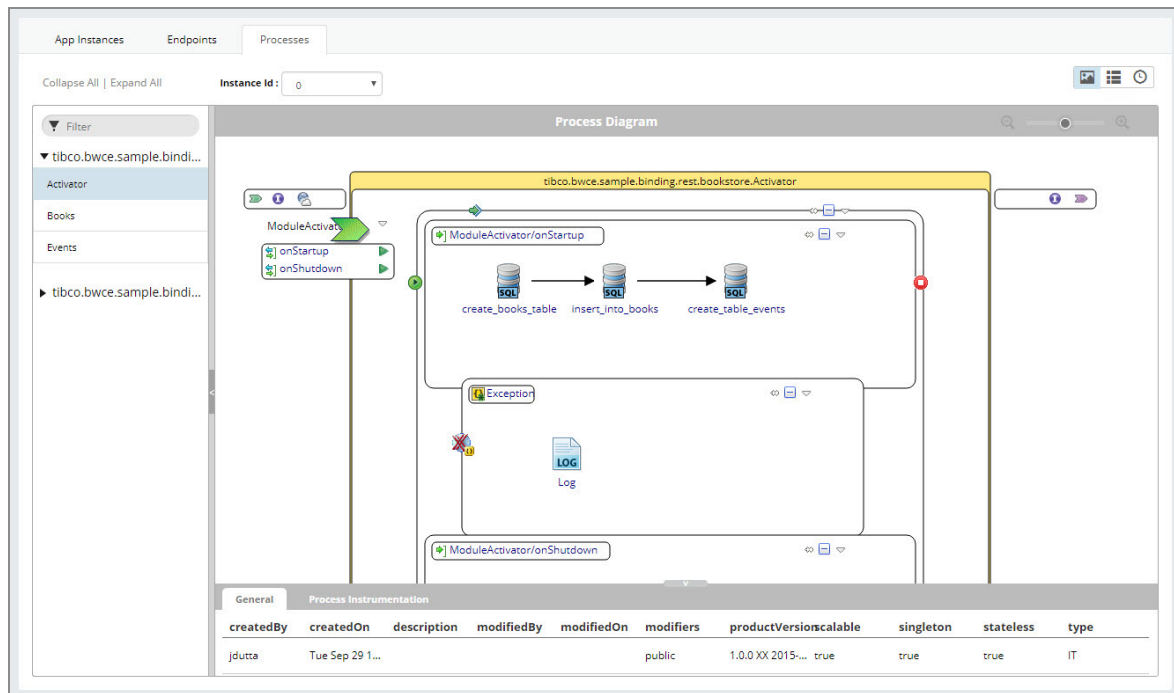 App Instances Endpoints Processes
Collapse All | Expand All Instance Id : 0
Filter
Process Diagram
tibco.bwce.sample.bindi...
Activator
Books
Events
tibco.bwce.sample.bindi...
tibco.bwce.sample.binding.rest.bookstore.Activator
ModuleActivat
onStartup
onShutdown
ModuleActivator/onStartup
SQL SQL SQL
create_books_table insert_into_books create_table_events
Exception
LOG
Log
ModuleActivator/onShutdown
General Process Instrumentation
createdBy createdOn description modifiedBy modifiedOn modifiers productVersion scalable singleton stateless type
jdutta Tue Sep 29 1... public 1.0.0 XX 2015-... true true true IT